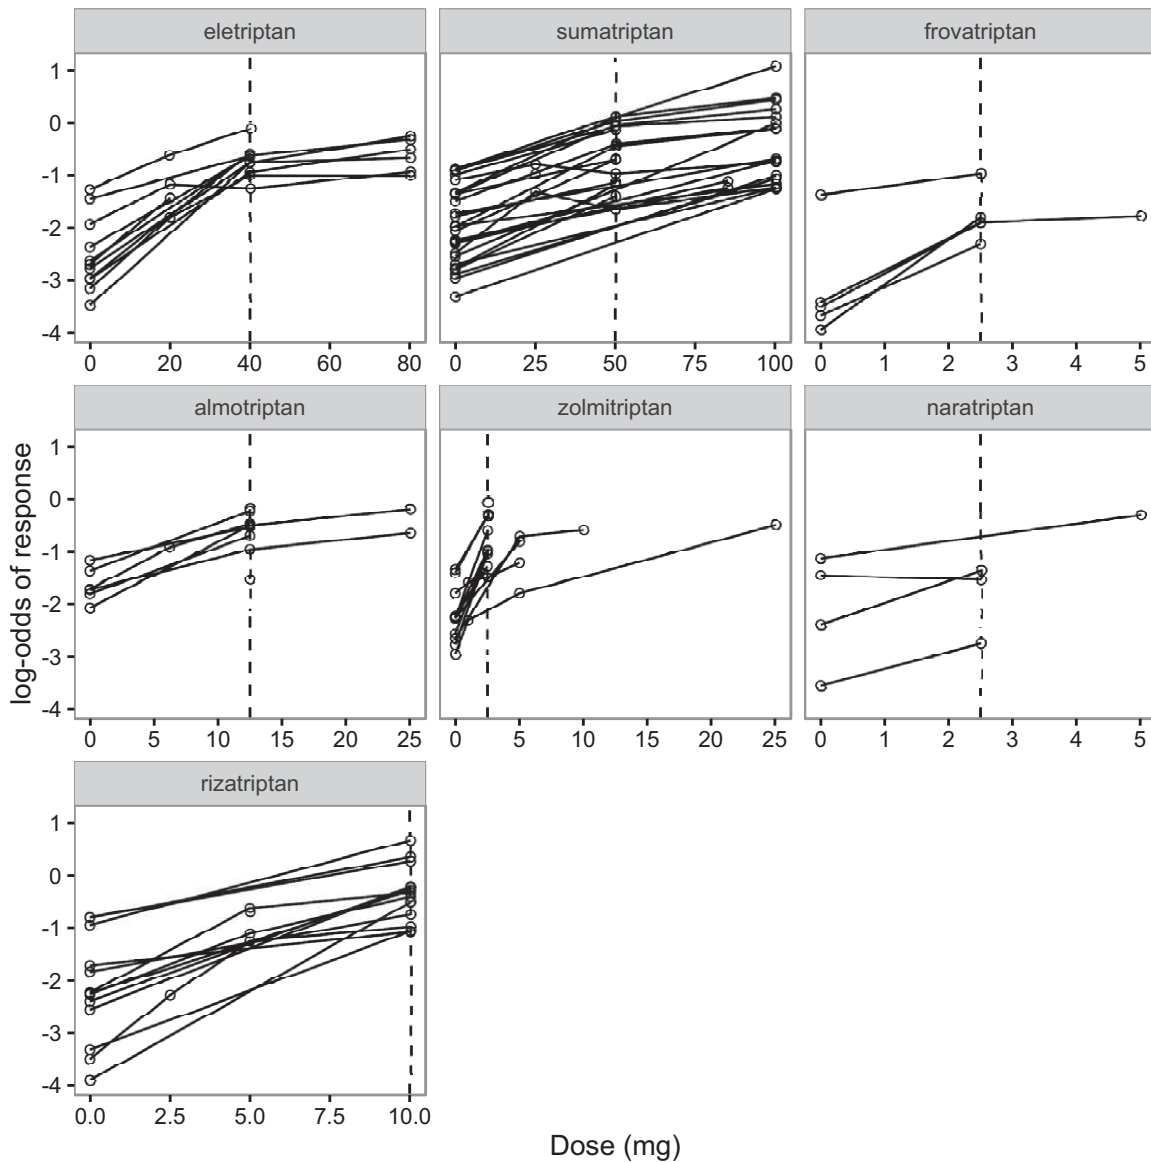 eletriptan sumatriptan frovatriptan
1
0
-1
-2
-3
-4
0 20 40 60 80 0 25 50 75 100 0 1 2 3 4 5
almotriptan zolmitriptan naratriptan
1
0
-1
-2
-3
-4
0 5 10 15 20 25 0 5 10 15 20 25 0 1 2 3 4 5
rizatriptan
1
0
-1
-2
-3
-4
0.0 2.5 5.0 7.5 10.0
log-odds of response
Dose (mg)